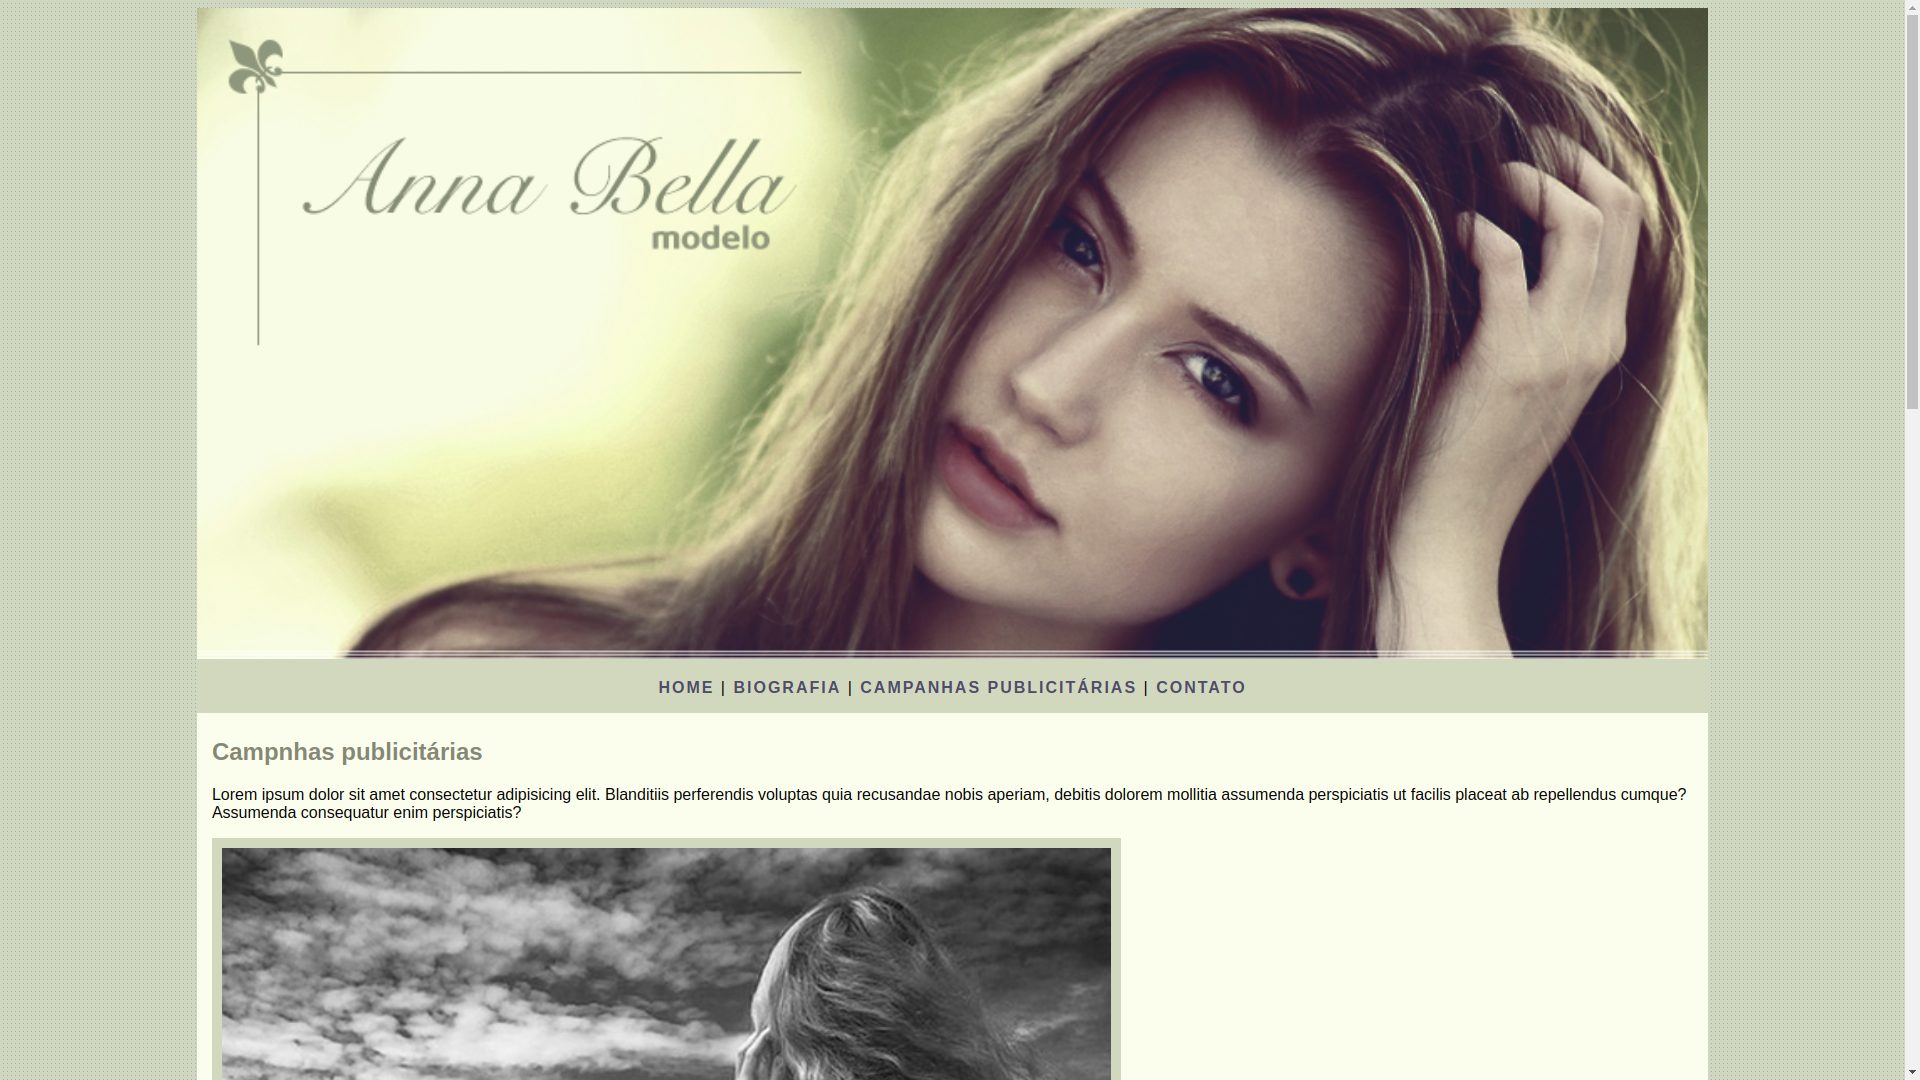 Anna Bella
modelo
HOME | BIOGRAFIA | CAMPANHAS PUBLICITÁRIAS | CONTATO
Campnhas publicitárias
Lorem ipsum dolor sit amet consectetur adipisicing elit. Blanditiis perferendis voluptas quia recusandae nobis aperiam, debitis dolorem mollitia assumenda perspiciatis ut facilis placeat ab repellendus cumque?
Assumenda consequatur enim perspiciatis?